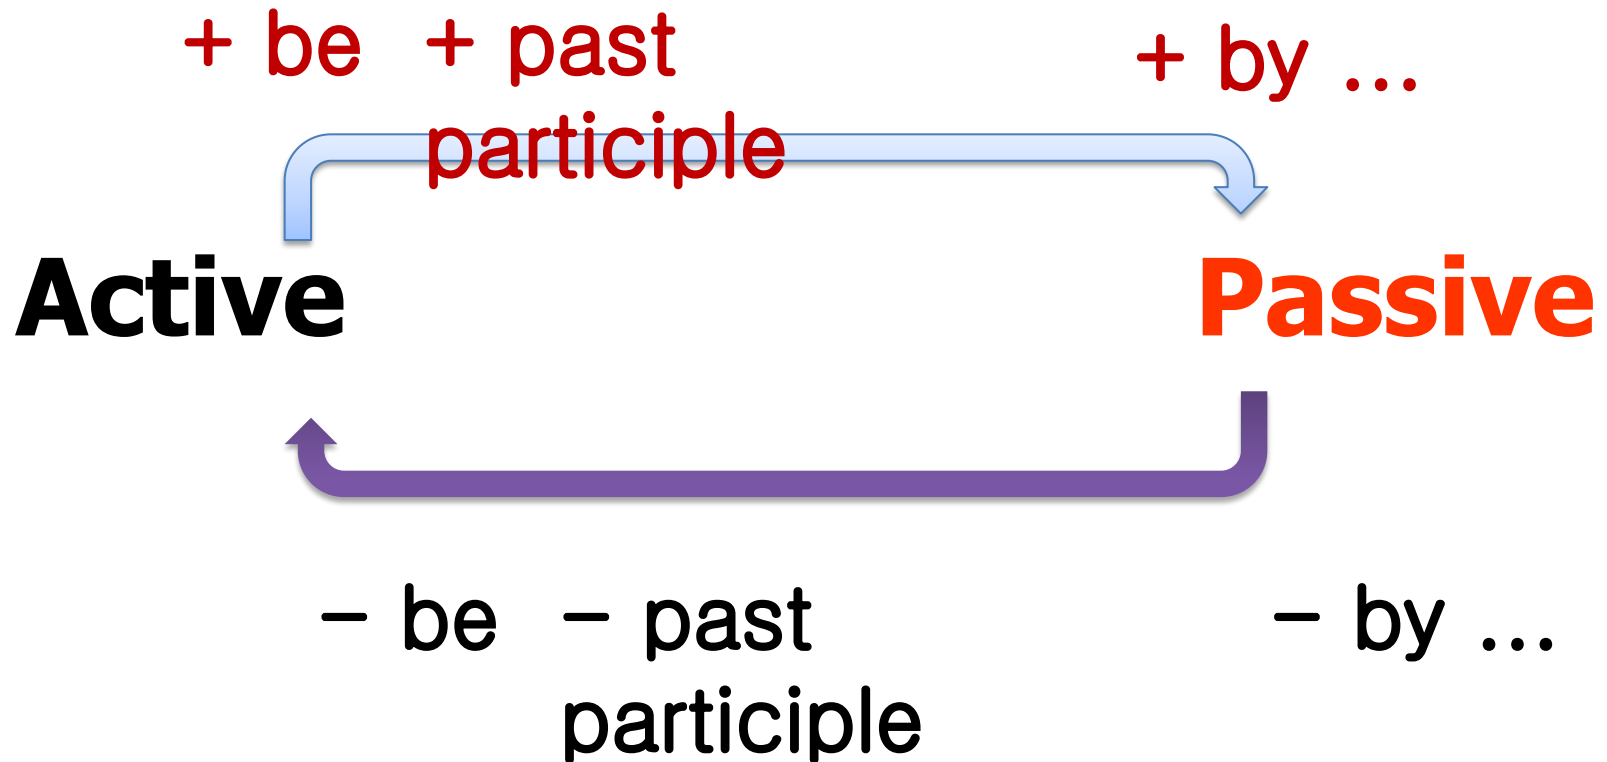 + be + past + by ...
participle
Active Passive
– be – past – by ...
participle